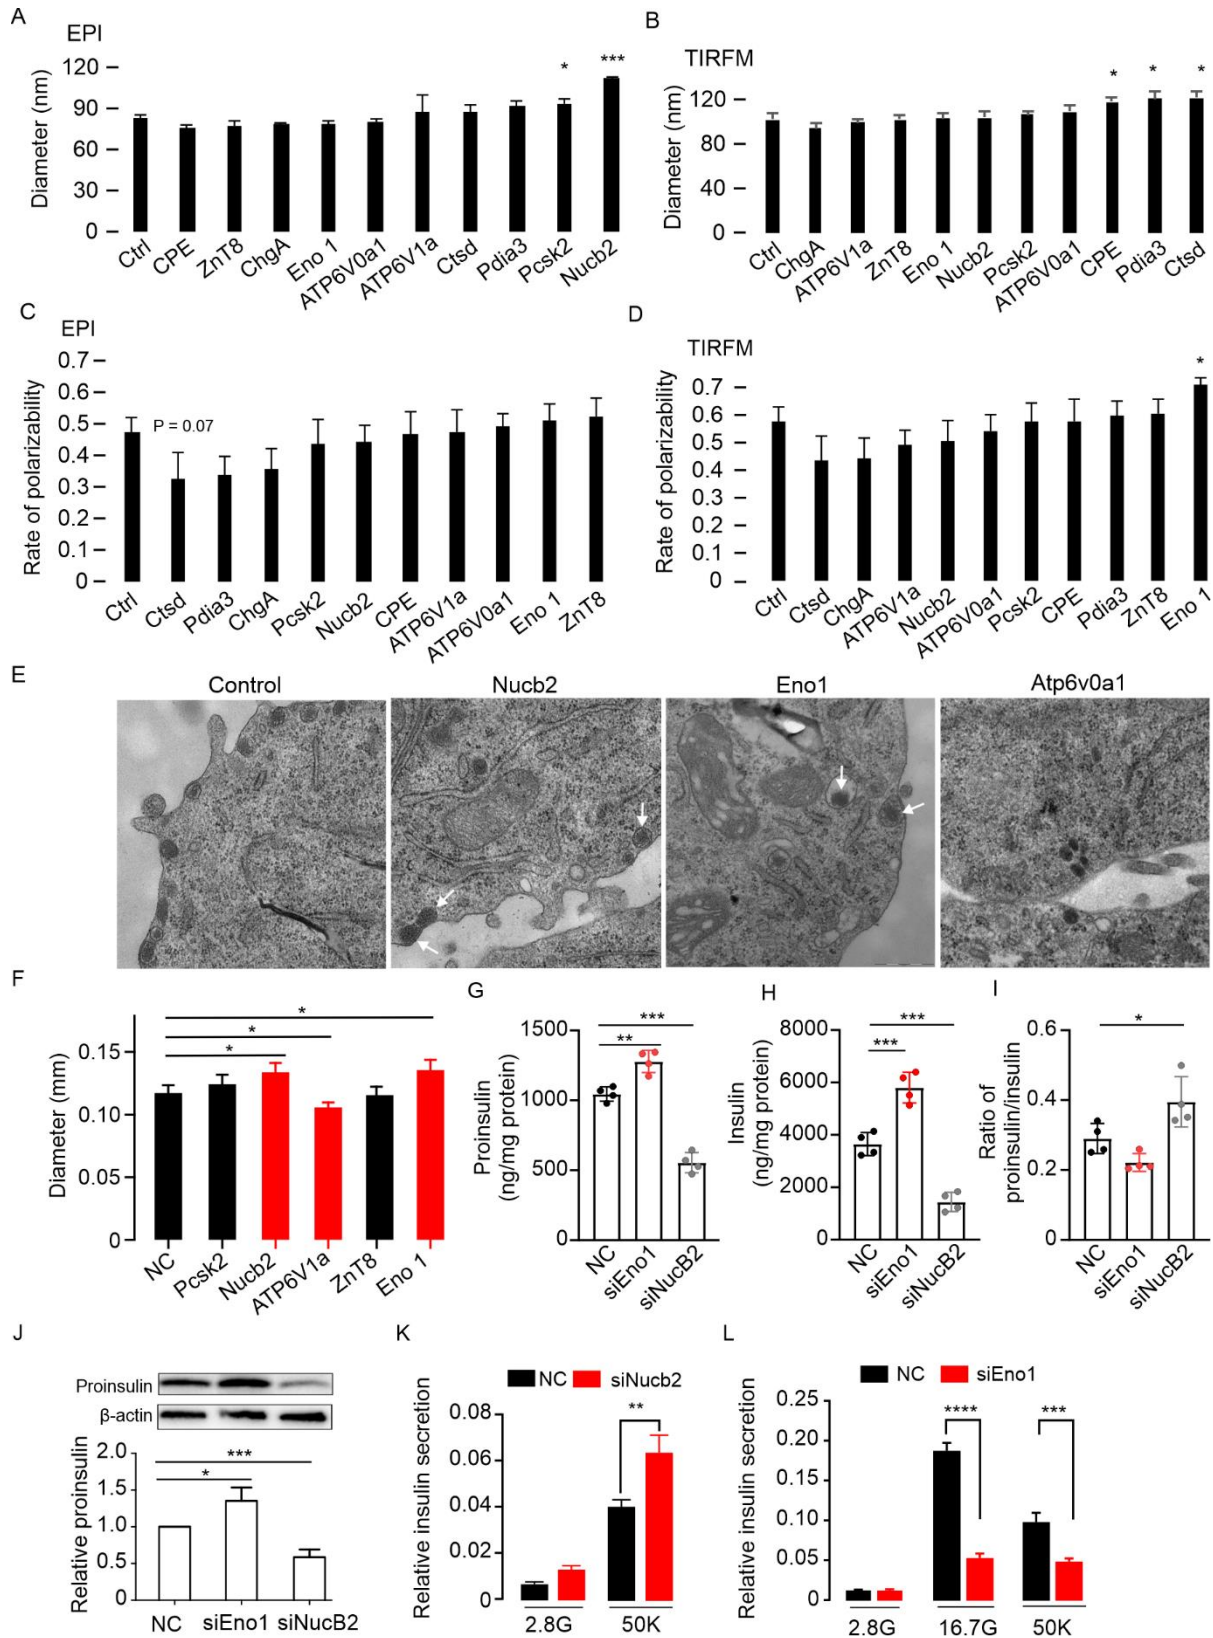 A
EPI
Diameter (nm)
120
90
60
30
0
*
***
Ctrl
CPE
ZnT8
ChgA
Eno 1
ATP6V0a1
ATP6V1a
Ctsd
Pdia3
Pcsk2
Nucb2
B
TIRFM
Diameter (nm)
120
80
40
0
*
*
*
Ctrl
ChgA
ATP6V1a
ZnT8
Eno 1
Nucb2
Pcsk2
ATP6V0a1
CPE
Pdia3
Ctsd
C
EPI
Rate of polarizability
0.7
0.6
0.5
0.4
0.3
0.2
0.1
0
P = 0.07
Ctrl
Ctsd
Pdia3
ChgA
Pcsk2
Nucb2
CPE
ATP6V1a
ATP6V0a1
Eno 1
ZnT8
D
TIRFM
Rate of polarizability
0.7
0.6
0.5
0.4
0.3
0.2
0.1
0
*
Ctrl
Ctsd
ChgA
ATP6V1a
Nucb2
ATP6V0a1
Pcsk2
CPE
Pdia3
ZnT8
Eno 1
E
Control
Nucb2
Eno1
Atp6v0a1
F
Diameter (mm)
0.15
0.10
0.05
0
*
*
*
NC
Pcsk2
Nucb2
ATP6V1a
ZnT8
Eno 1
G
Proinsulin
(ng/mg protein)
1500
1000
500
0
***
**
NC
siEno1
siNucB2
H
Insulin
(ng/mg protein)
8000
6000
4000
2000
0
***
***
NC
siEno1
siNucB2
I
Ratio of
proinsulin/insulin
0.6
0.4
0.2
0
*
NC
siEno1
siNucB2
J
Proinsulin
β-actin
Relative proinsulin
2.0
1.5
1.0
0.5
0
***
*
NC
siEno1
siNucB2
K
NC
siNucb2
Relative insulin secretion
0.08
0.06
0.04
0.02
0
**
2.8G
50K
L
NC
siEno1
Relative insulin secretion
0.25
0.20
0.15
0.10
0.05
0
****
***
2.8G
16.7G
50K